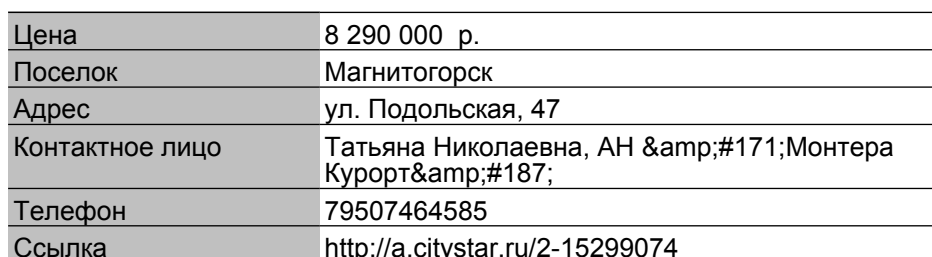 Цена 8 290 000 р.
Поселок Магнитогорск
Адрес ул. Подольская, 47
Контактное лицо Татьяна Николаевна, АН &amp;#171;Монтера
Курорт&amp;#187;
Телефон 79507464585
Ссылка http://a.citystar.ru/2-15299074